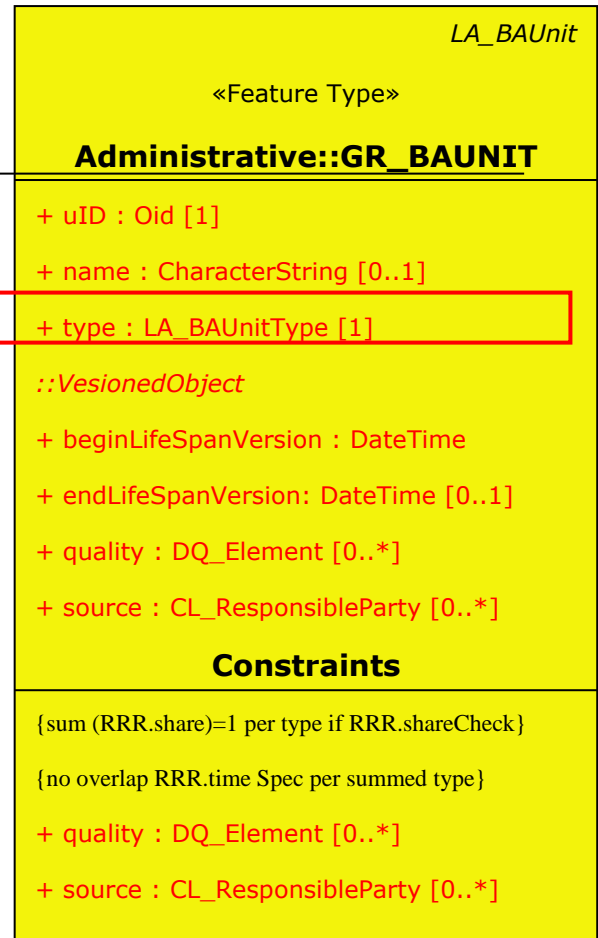 LA_BAUnit
«Feature Type»
Administrative::GR_BAUNIT
+ uID : Oid [1]
+ name : CharacterString [0..1]
+ type : LA_BAUnitType [1]
::VesionedObject
+ beginLifeSpanVersion : DateTime
+ endLifeSpanVersion: DateTime [0..1]
+ quality : DQ_Element [0..*]
+ source : CL_ResponsibleParty [0..*]
Constraints
{sum (RRR.share)=1 per type if RRR.shareCheck}
{no overlap RRR.time Spec per summed type}
+ quality : DQ_Element [0..*]
+ source : CL_ResponsibleParty [0..*]